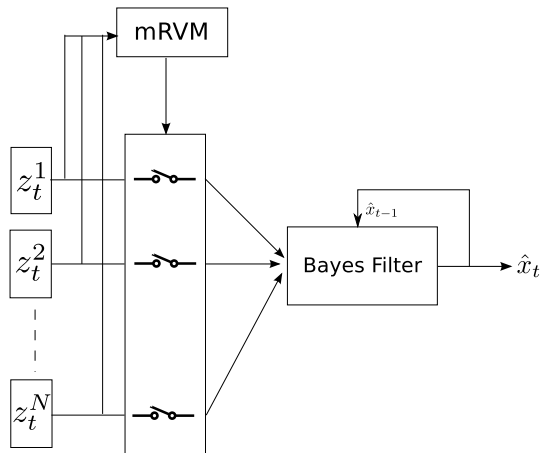 mRVM
z_t^1
z_t^2
z_t^N
x̂_{t−1}
Bayes Filter
x̂_t